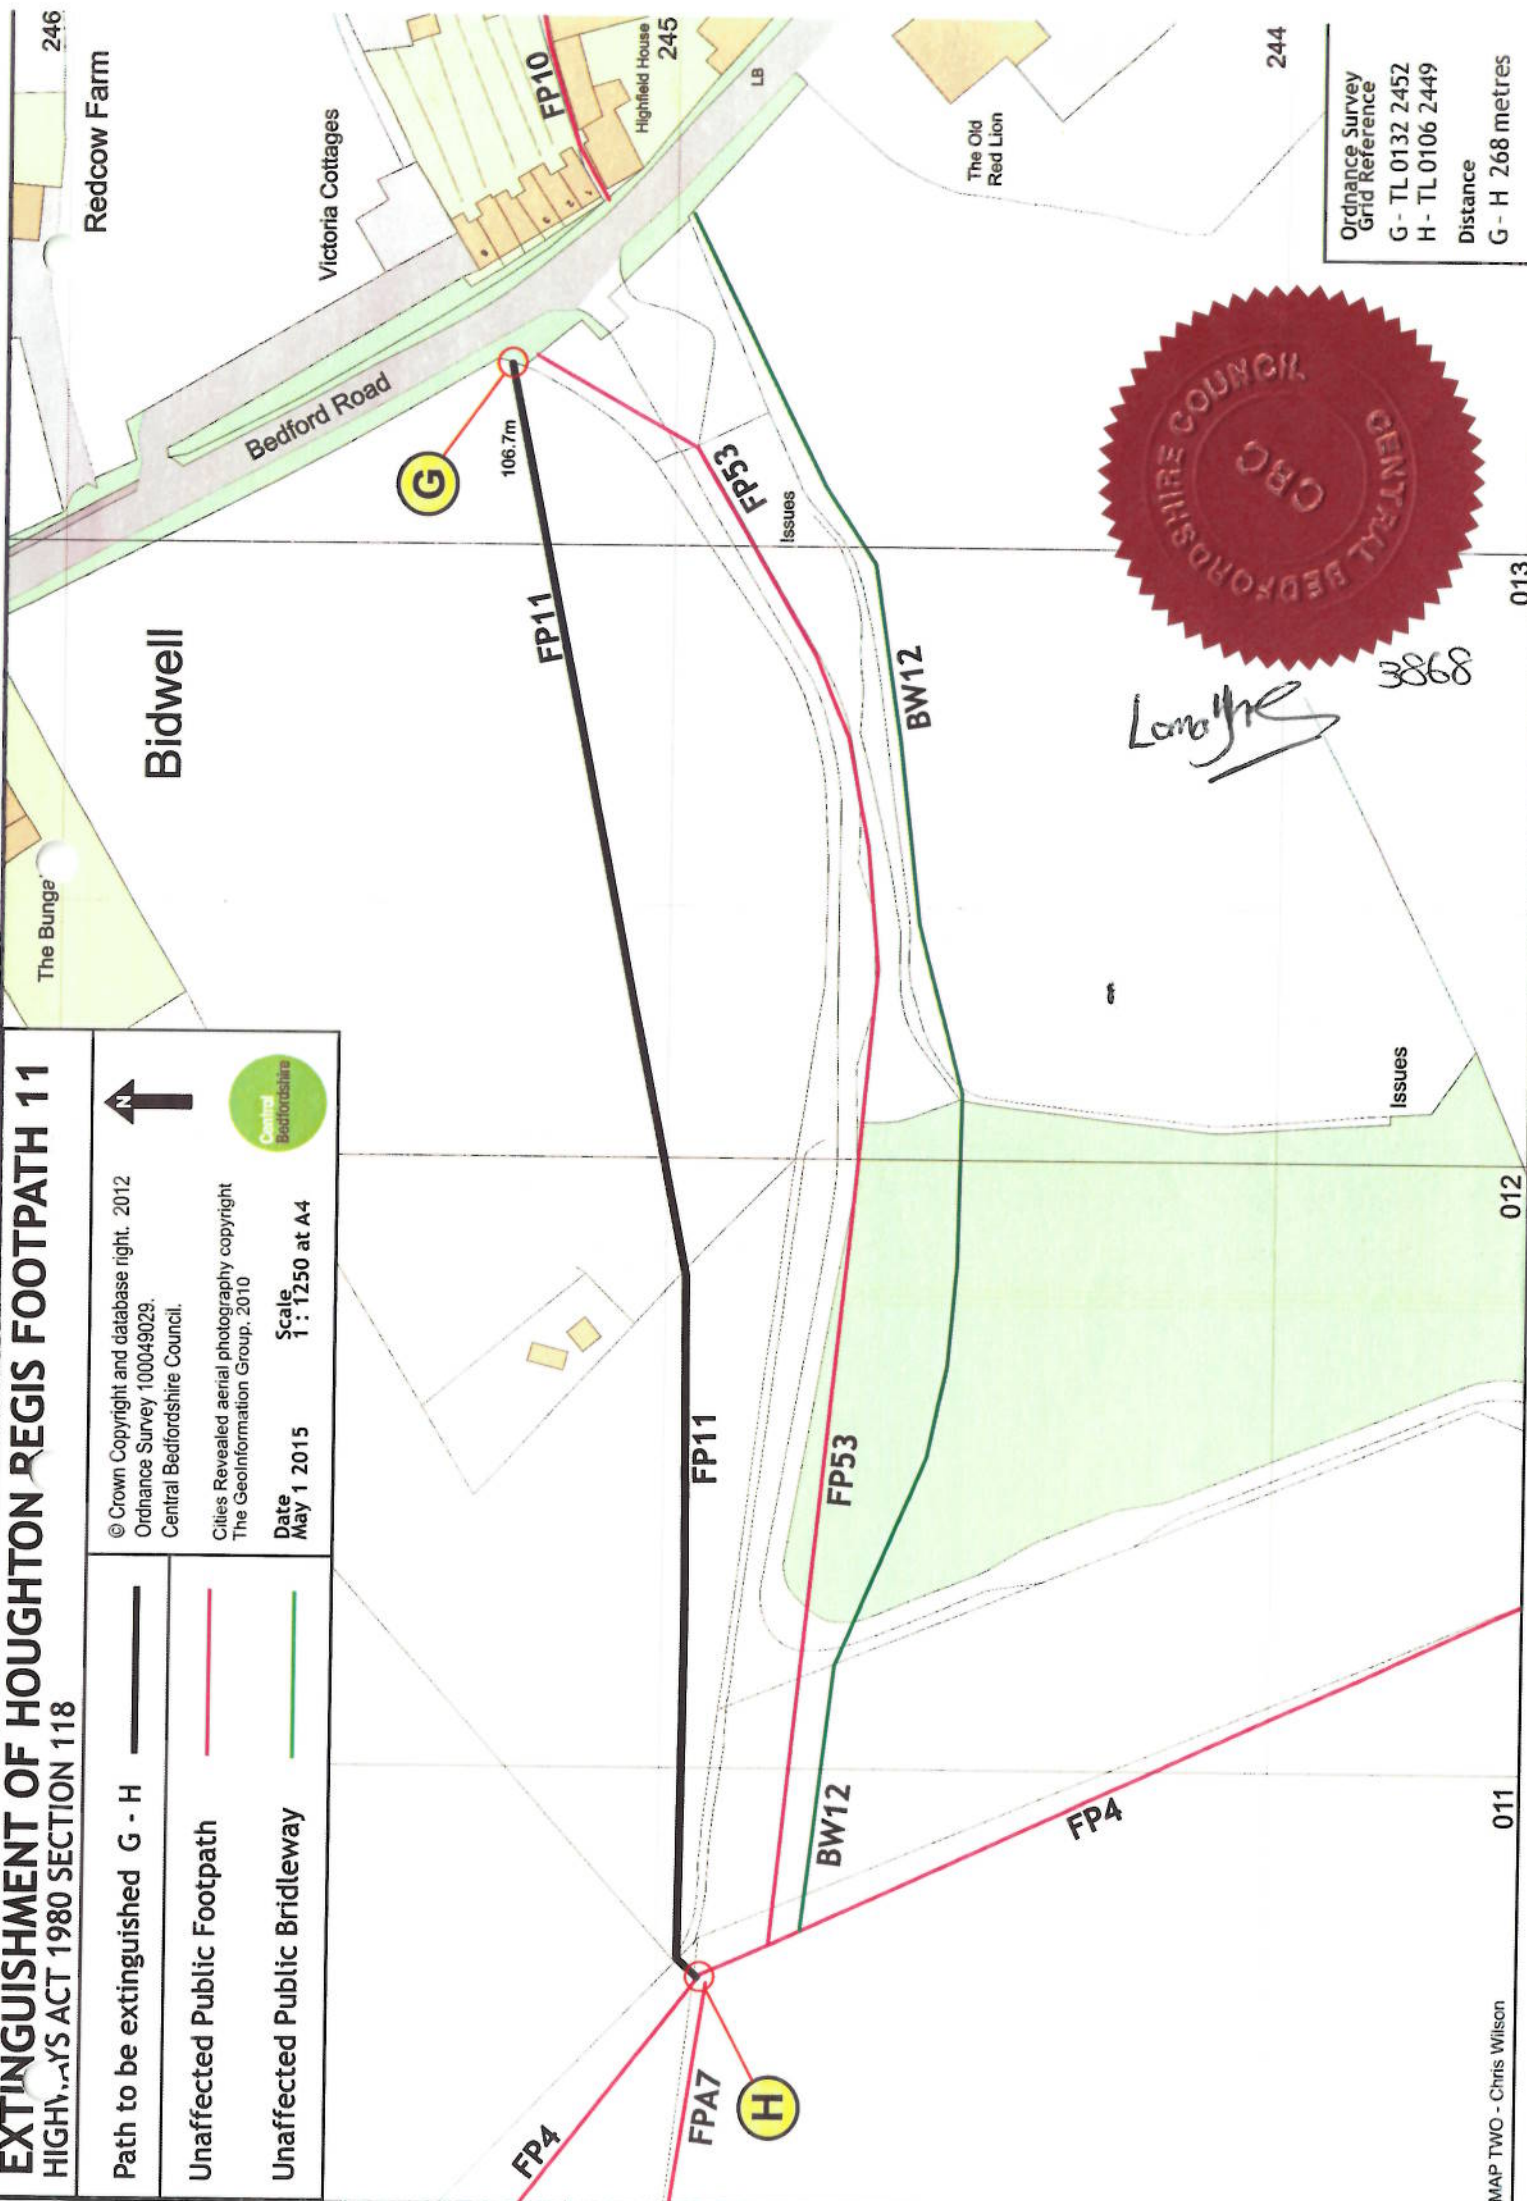 EXTINGUISHMENT OF HOUGHTON REGIS FOOTPATH 11
HIGHWAYS ACT 1980 SECTION 118
Path to be extinguished G - H
Unaffected Public Footpath
Unaffected Public Bridleway
© Crown Copyright and database right. 2012
Ordnance Survey 100049029.
Central Bedfordshire Council.
Cities Revealed aerial photography copyright
The GeoInformation Group, 2010
Date
May 1 2015
Scale
1 : 1250 at A4
N
Central
Bedfordshire
The Bunga
Bidwell
Redcow Farm
246
Victoria Cottages
Bedford Road
FP10
Highfield House
245
LB
G
106.7m
FP11
FP53
Issues
BW12
The Old
Red Lion
244
FP11
FP53
BW12
FP4
FPA7
H
FP4
Issues
011
012
013
CENTRAL BEDFORDSHIRE COUNCIL
CBC
3868
Ordnance Survey
Grid Reference
G - TL 0132 2452
H - TL 0106 2449
Distance
G - H 268 metres
MAP TWO - Chris Wilson